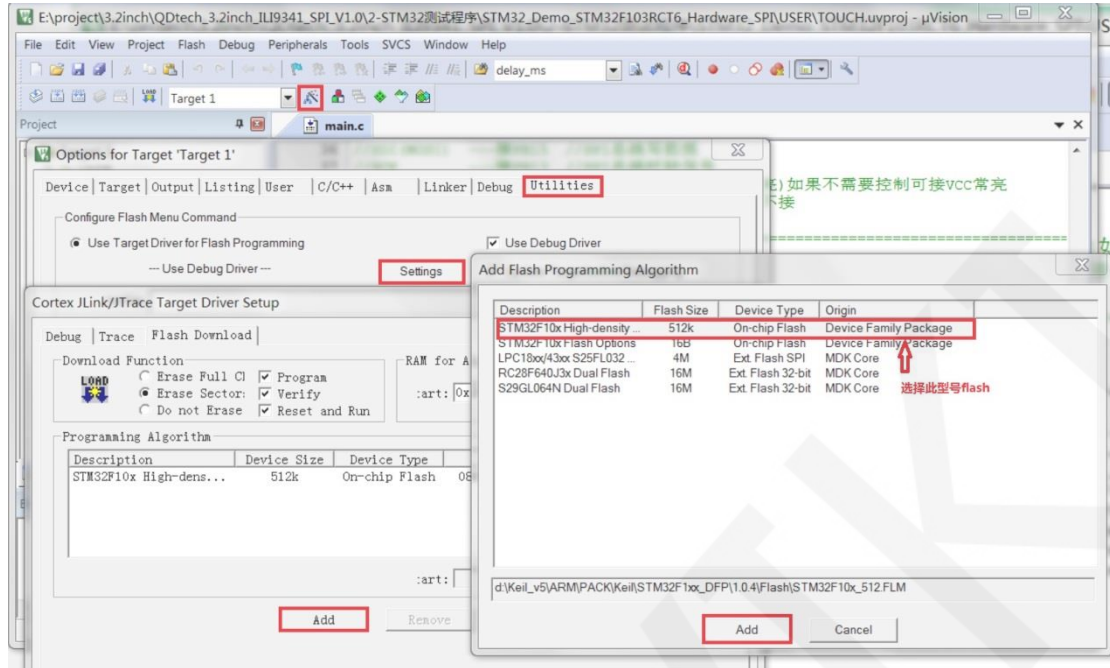 E:\project\3.2inch\QDtech_3.2inch_ILI9341_SPI_V1.0\2-STM32测试程序\STM32_Demo_STM32F103RCT6_Hardware_SPI\USER\TOUCH.uvproj - µVision
File Edit View Project Flash Debug Peripherals Tools SVCS Window Help
delay_ms
LOAD Target 1
Project
main.c
Options for Target 'Target 1'
如果不需要控制可接VCC常亮
接
Device Target Output Listing User C/C++ Asm Linker Debug Utilities
Configure Flash Menu Command
Use Target Driver for Flash Programming
Use Debug Driver
--- Use Debug Driver ---
Settings
Cortex JLink/JTrace Target Driver Setup
Debug Trace Flash Download
Download Function
RAM for A
LOAD
Erase Full Cl
Program
Erase Sector:
Verify
:art: 0x
Do not Erase
Reset and Run
Programming Algorithm
Description Device Size Device Type
STM32F10x High-dens... 512k On-chip Flash 08
:art:
Add
Remove
Add Flash Programming Algorithm
Description Flash Size Device Type Origin
STM32F10x High-density ... 512k On-chip Flash Device Family Package
STM32F10x Flash Options 16B On-chip Flash Device Family Package
LPC18xx/43xx S25FL032 ... 4M Ext. Flash SPI MDK Core
RC28F640J3x Dual Flash 16M Ext. Flash 32-bit MDK Core
S29GL064N Dual Flash 16M Ext. Flash 32-bit MDK Core
选择此型号flash
d:\Keil_v5\ARM\PACK\Keil\STM32F1xx_DFP\1.0.4\Flash\STM32F10x_512.FLM
Add
Cancel